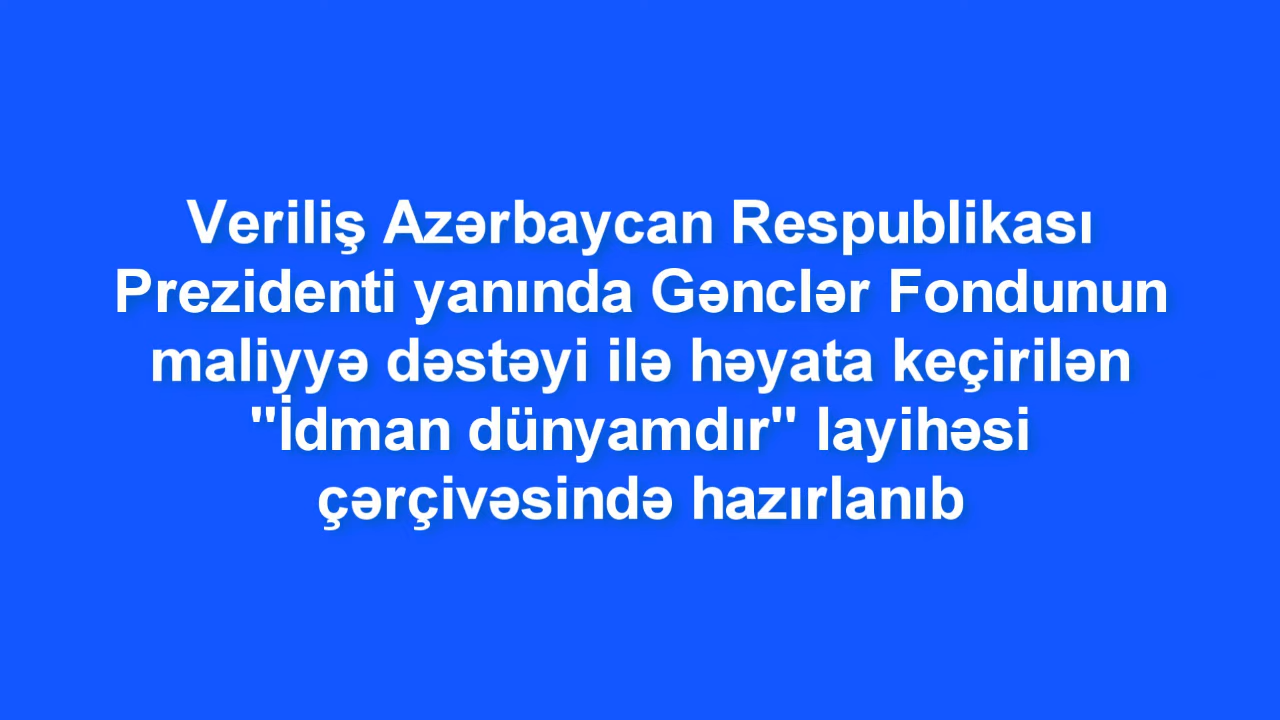 Veriliş Azərbaycan Respublikası
Prezidenti yanında Gənclər Fondunun
maliyyə dəstəyi ilə həyata keçirilən
"İdman dünyamdır" layihəsi
çərçivəsində hazırlanıb